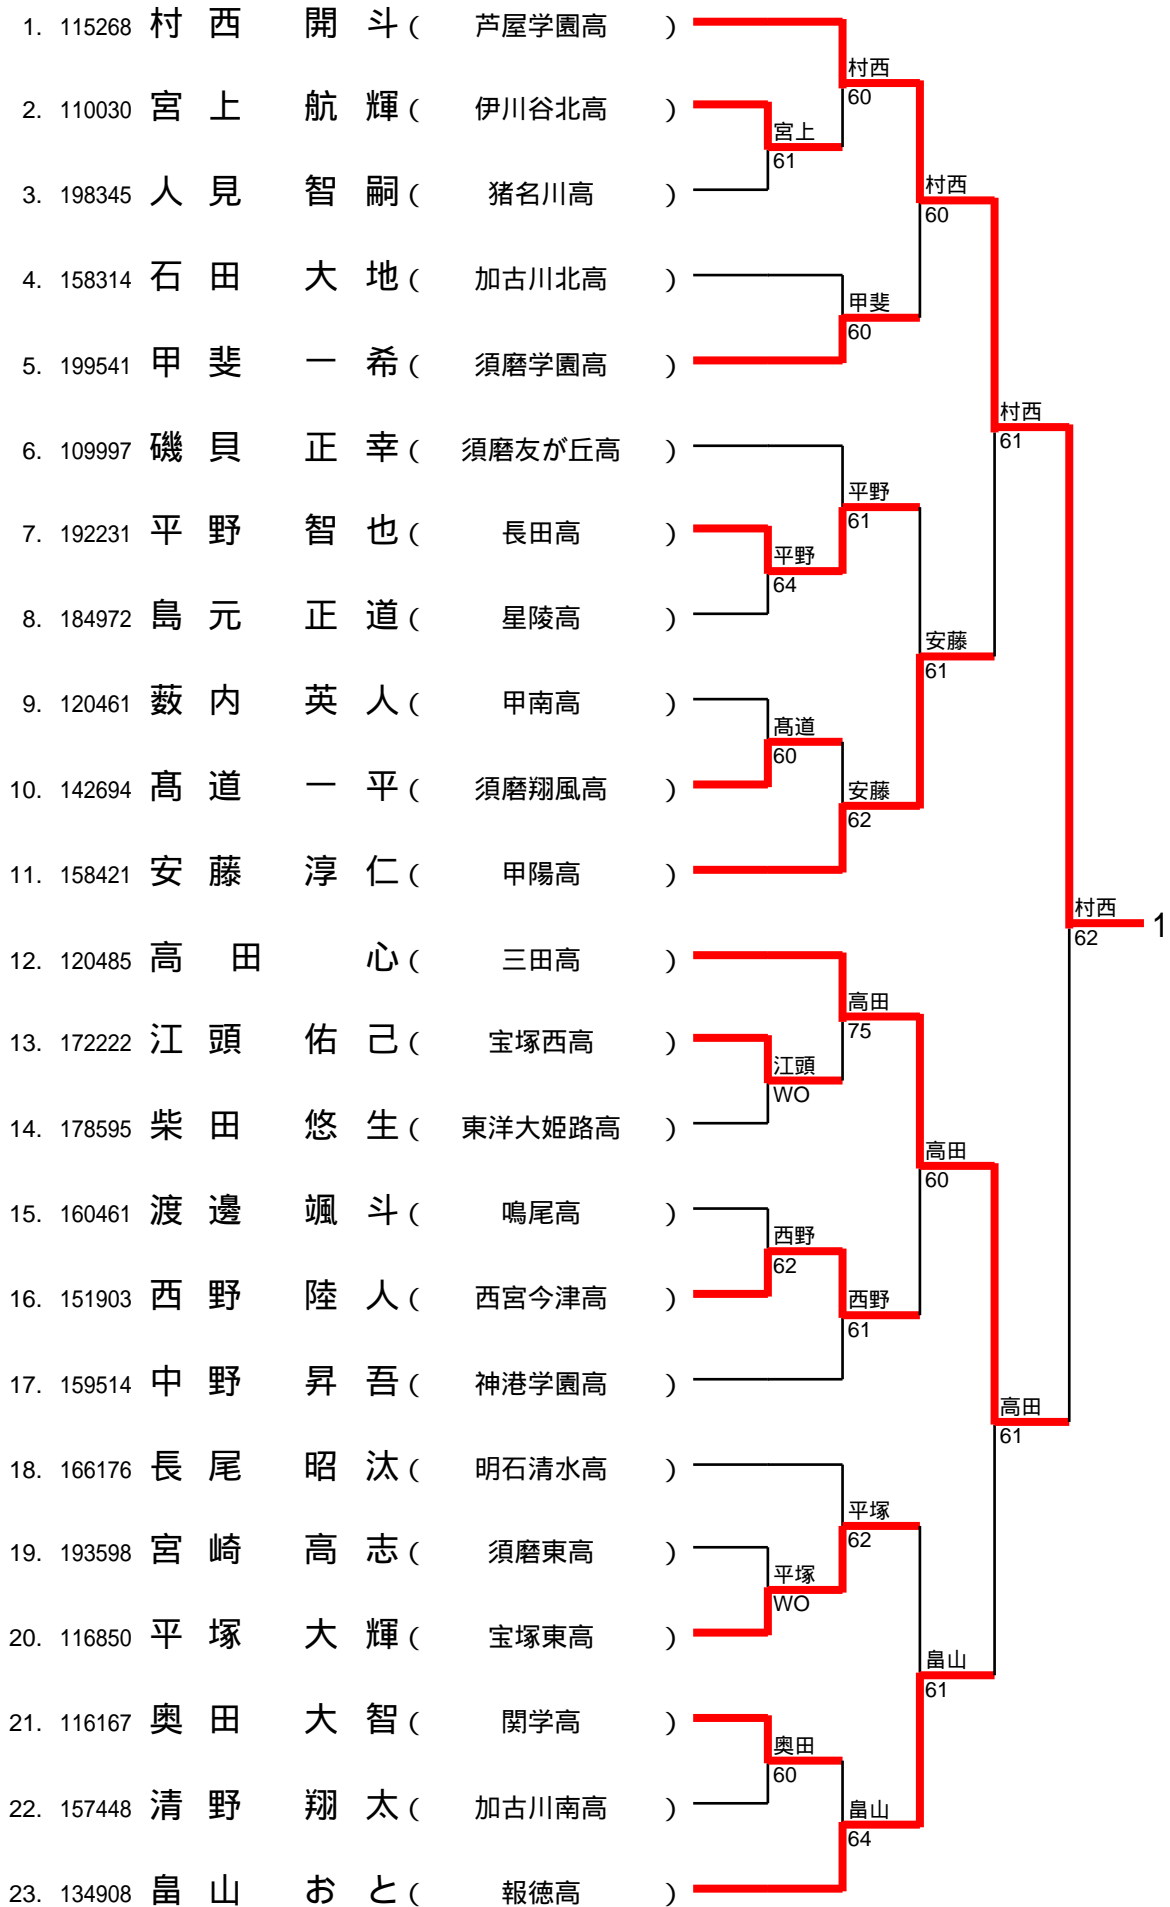 1. 115268 村西 開斗 ( 芦屋学園高 )
村西
60
2. 110030 宮上 航輝 ( 伊川谷北高 )
宮上
61
3. 198345 人見 智嗣 ( 猪名川高 )
村西
60
4. 158314 石田 大地 ( 加古川北高 )
甲斐
60
5. 199541 甲斐 一希 ( 須磨学園高 )
村西
61
6. 109997 磯貝 正幸 ( 須磨友が丘高 )
平野
61
7. 192231 平野 智也 ( 長田高 )
平野
64
8. 184972 島元 正道 ( 星陵高 )
安藤
61
9. 120461 薮内 英人 ( 甲南高 )
髙道
60
10. 142694 髙道 一平 ( 須磨翔風高 )
安藤
62
11. 158421 安藤 淳仁 ( 甲陽高 )
村西
62
1
12. 120485 高田 心 ( 三田高 )
高田
75
13. 172222 江頭 佑己 ( 宝塚西高 )
江頭
WO
14. 178595 柴田 悠生 ( 東洋大姫路高 )
高田
60
15. 160461 渡邊 颯斗 ( 鳴尾高 )
西野
62
16. 151903 西野 陸人 ( 西宮今津高 )
西野
61
17. 159514 中野 昇吾 ( 神港学園高 )
高田
61
18. 166176 長尾 昭汰 ( 明石清水高 )
平塚
62
19. 193598 宮崎 高志 ( 須磨東高 )
平塚
WO
20. 116850 平塚 大輝 ( 宝塚東高 )
畠山
61
21. 116167 奥田 大智 ( 関学高 )
奥田
60
22. 157448 清野 翔太 ( 加古川南高 )
畠山
64
23. 134908 畠山 おと ( 報徳高 )